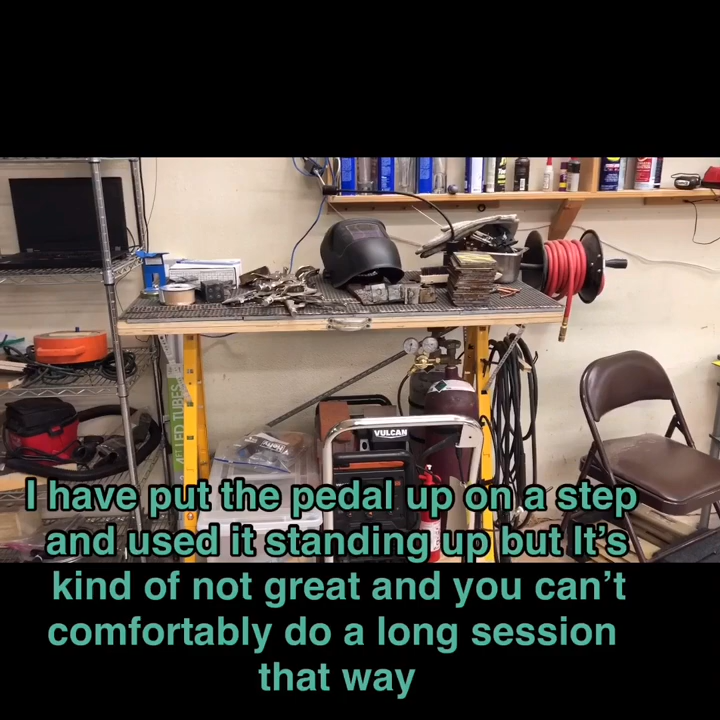 VULCAN
I have put the pedal up on a step
and used it standing up but It's
kind of not great and you can't
comfortably do a long session
that way